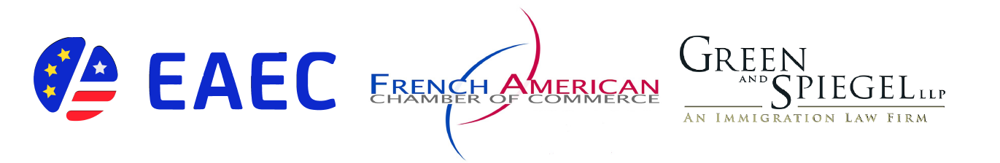 EAEC
FRENCH AMERICAN
CHAMBER OF COMMERCE
GREEN
AND
SPIEGEL LLP
AN IMMIGRATION LAW FIRM